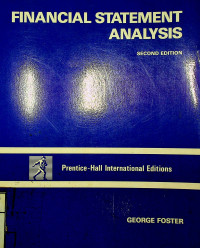 FINANCIAL STATEMENT
ANALYSIS
SECOND EDITION
Prentice-Hall International Editions
GEORGE FOSTER